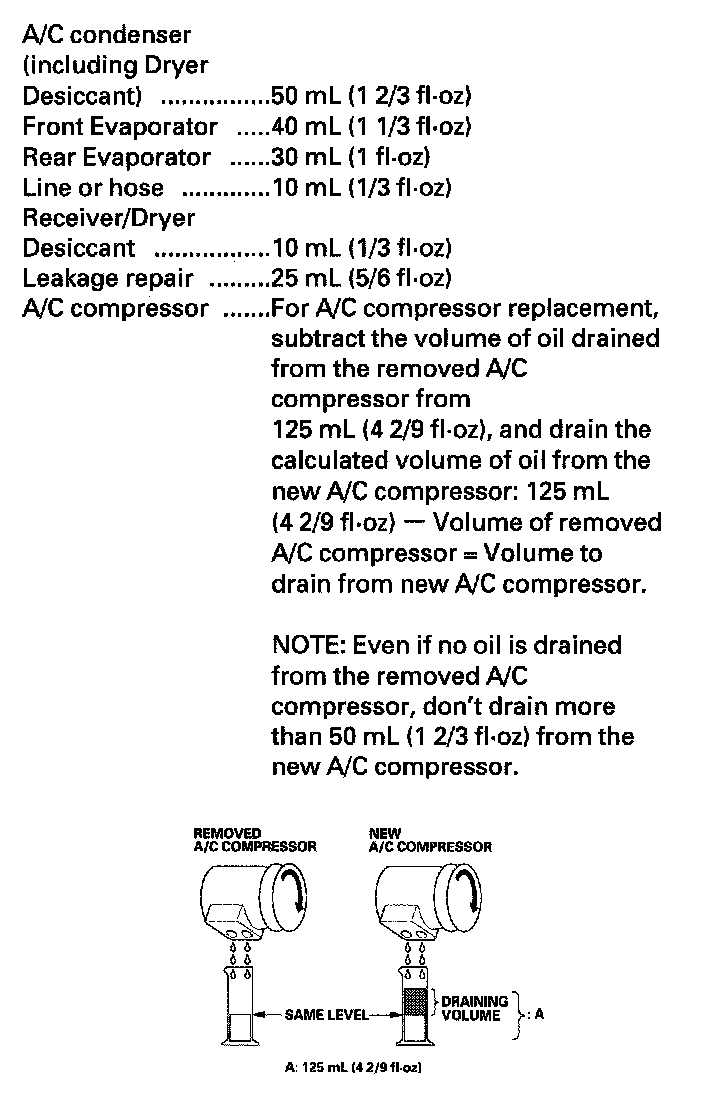 A/C condenser
(including Dryer
Desiccant) ................50 mL (1 2/3 fl·oz)
Front Evaporator .....40 mL (1 1/3 fl·oz)
Rear Evaporator ......30 mL (1 fl·oz)
Line or hose .............10 mL (1/3 fl·oz)
Receiver/Dryer
Desiccant .................10 mL (1/3 fl·oz)
Leakage repair .........25 mL (5/6 fl·oz)
A/C compressor .......For A/C compressor replacement,
subtract the volume of oil drained
from the removed A/C
compressor from
125 mL (4 2/9 fl·oz), and drain the
calculated volume of oil from the
new A/C compressor: 125 mL
(4 2/9 fl·oz) — Volume of removed
A/C compressor = Volume to
drain from new A/C compressor.
NOTE: Even if no oil is drained
from the removed A/C
compressor, don't drain more
than 50 mL (1 2/3 fl·oz) from the
new A/C compressor.
REMOVED
A/C COMPRESSOR
NEW
A/C COMPRESSOR
SAME LEVEL
DRAINING
VOLUME
: A
A: 125 mL (4 2/9 fl·oz)